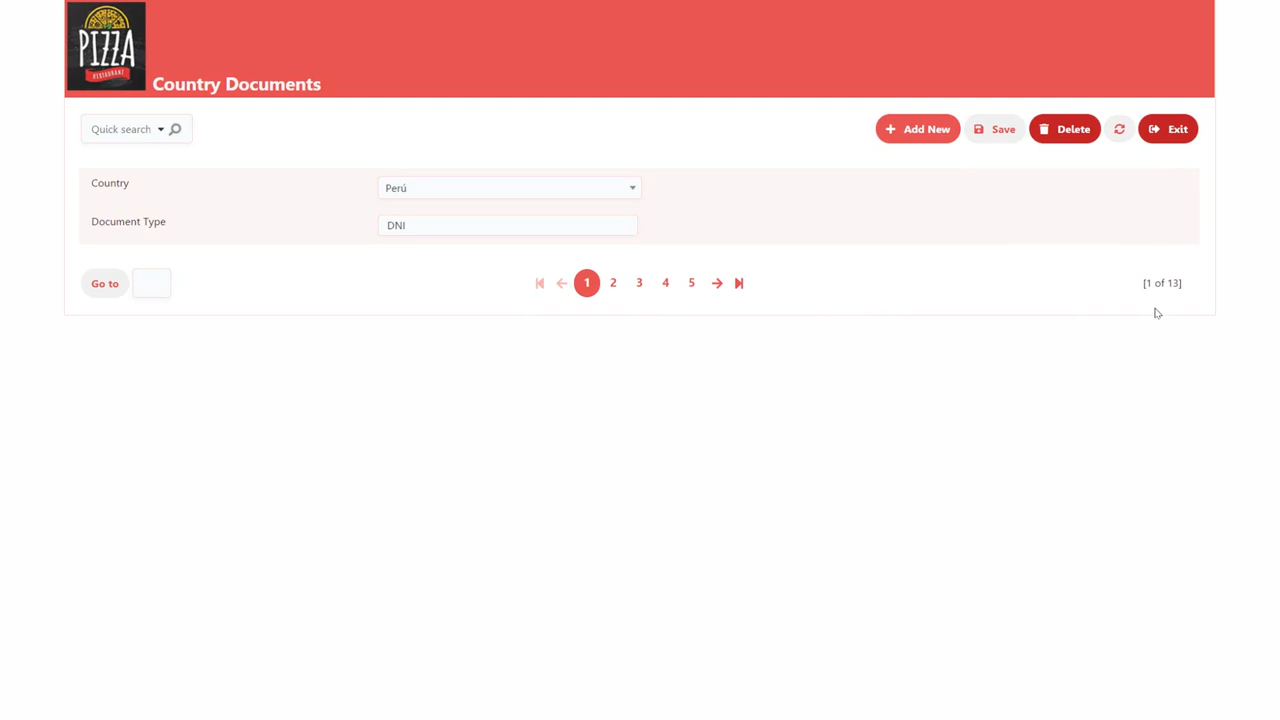 PIZZA
RESTAURANT
Country Documents
Quick search
Add New
Save
Delete
Exit
Country
Perú
Document Type
DNI
Go to
1 2 3 4 5
[1 of 13]